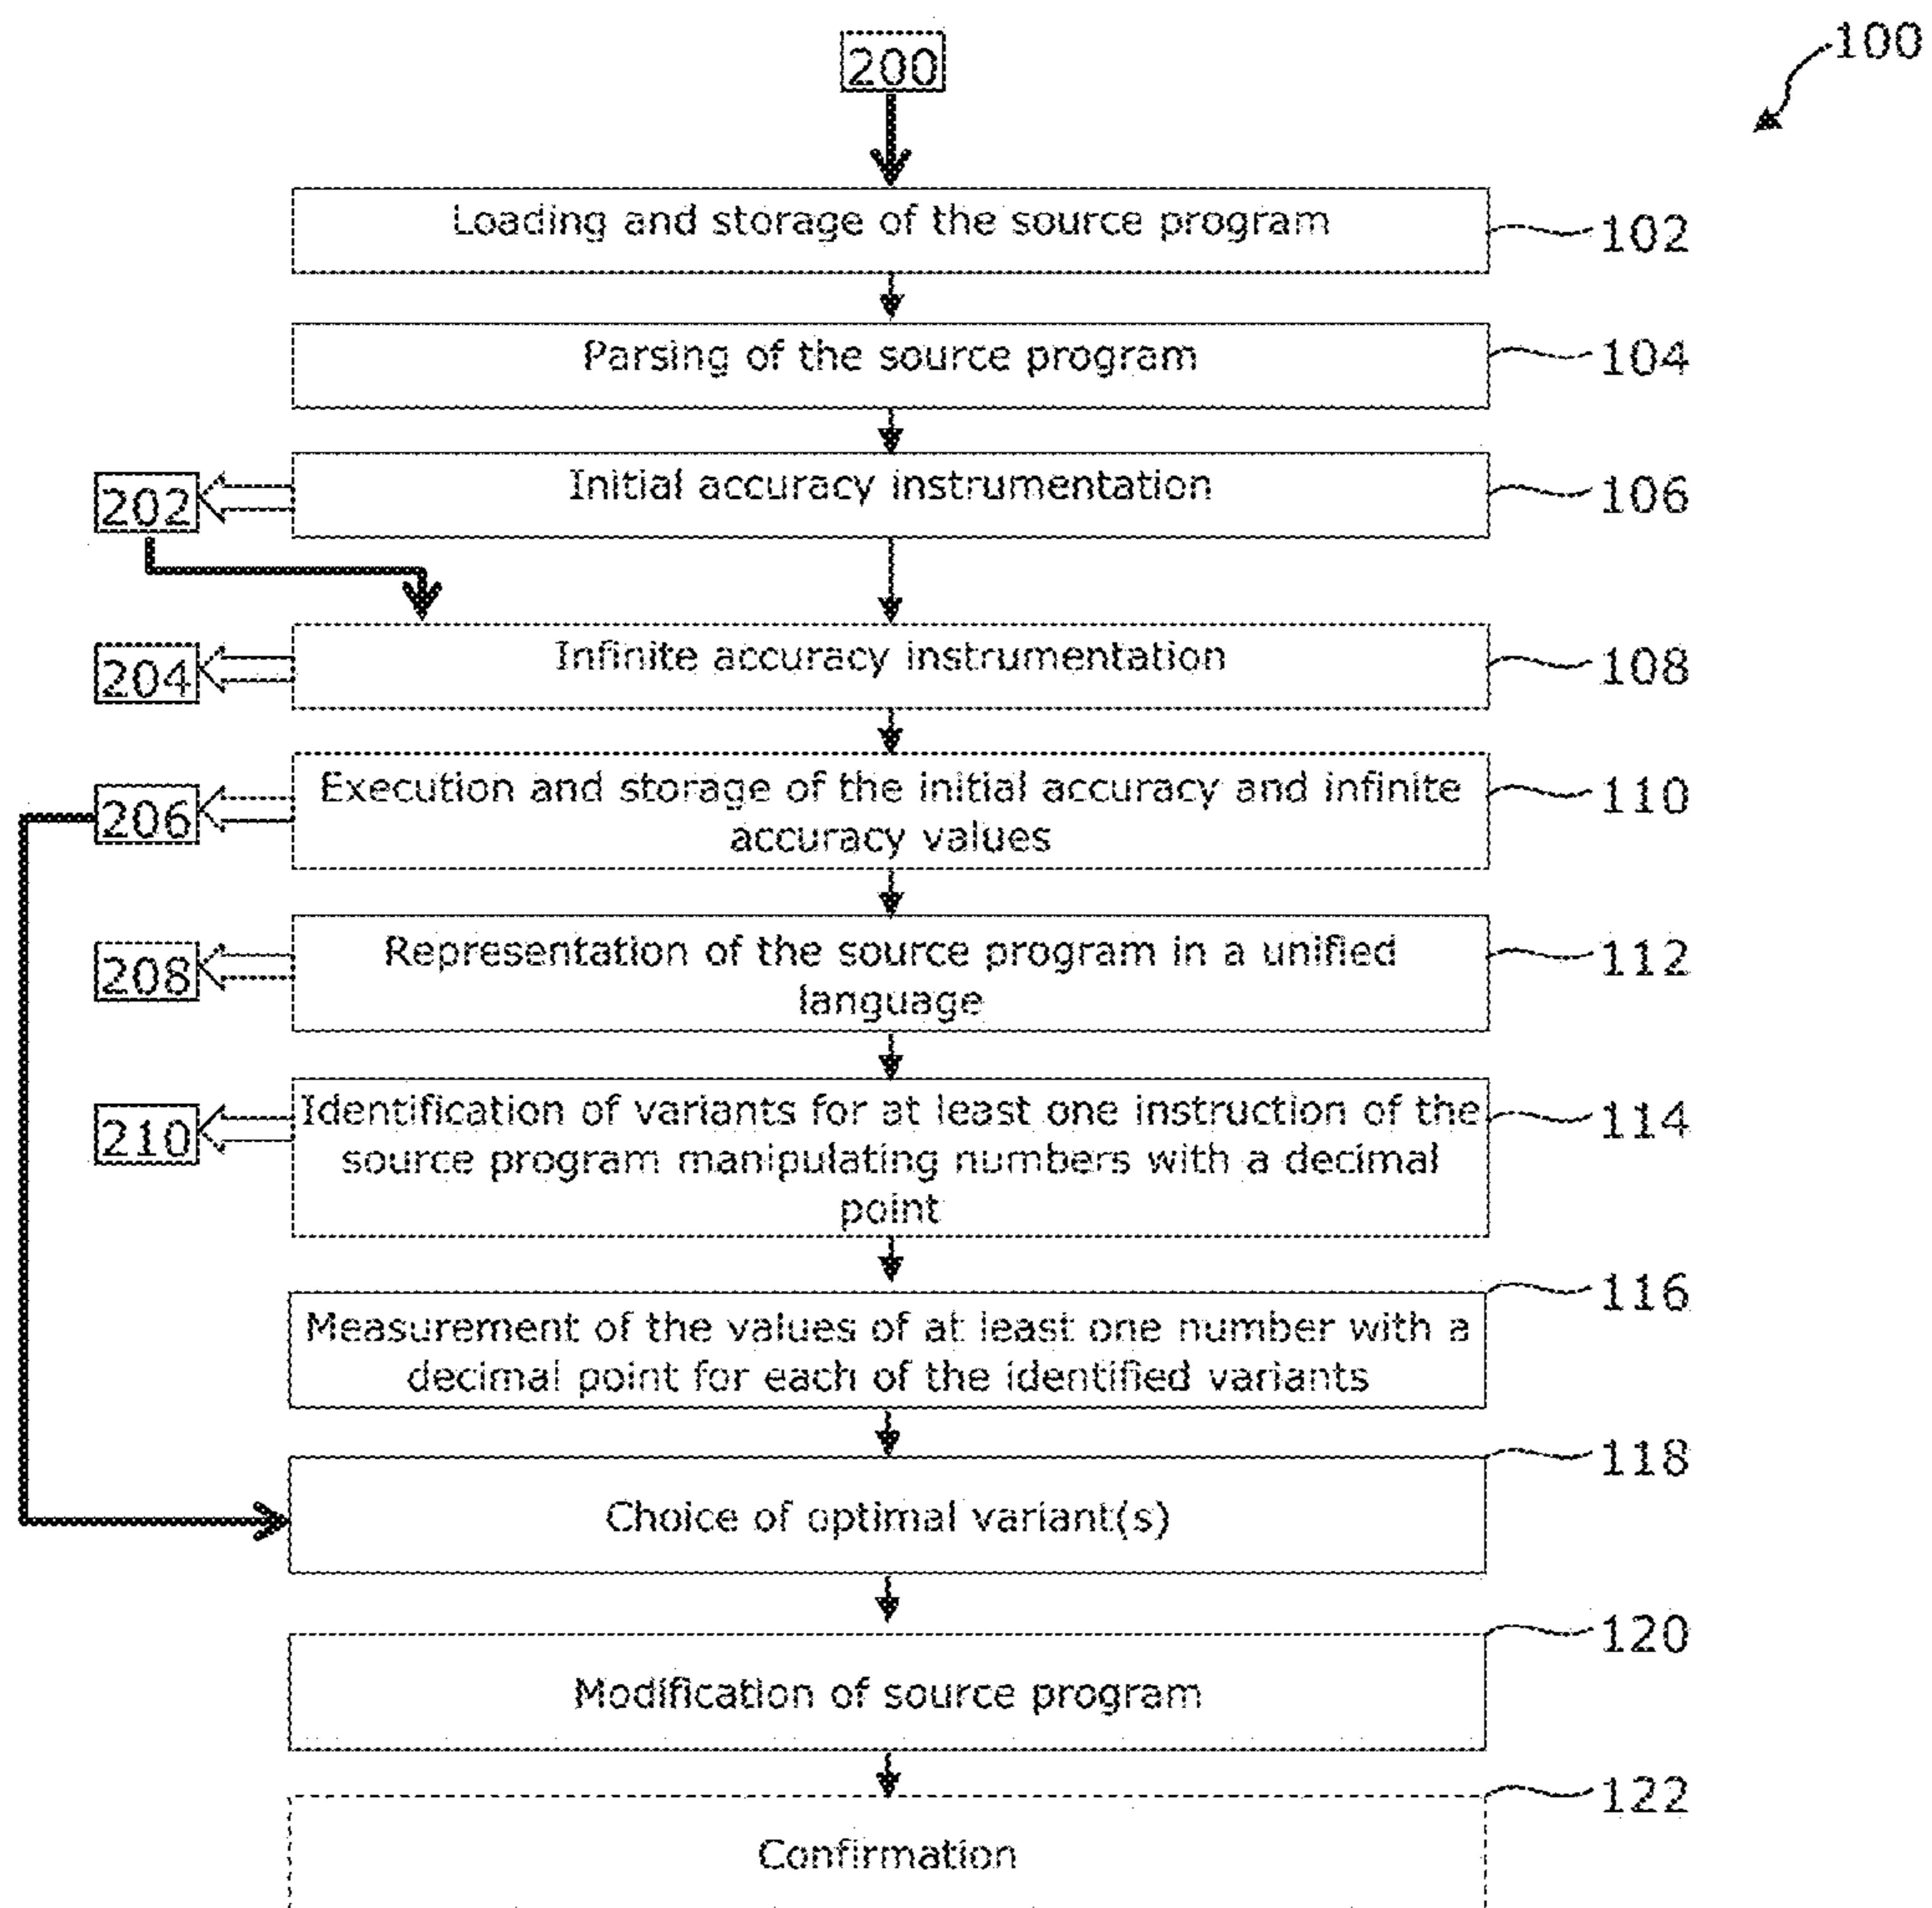 100
200
Loading and storage of the source program
102
Parsing of the source program
104
Initial accuracy instrumentation
106
202
Infinite accuracy instrumentation
108
204
Execution and storage of the initial accuracy and infinite
accuracy values
110
206
Representation of the source program in a unified
language
112
208
Identification of variants for at least one instruction of the
source program manipulating numbers with a decimal
point
114
210
116
Measurement of the values of at least one number with a
decimal point for each of the identified variants
118
Choice of optimal variant(s)
120
Modification of source program
122
Confirmation